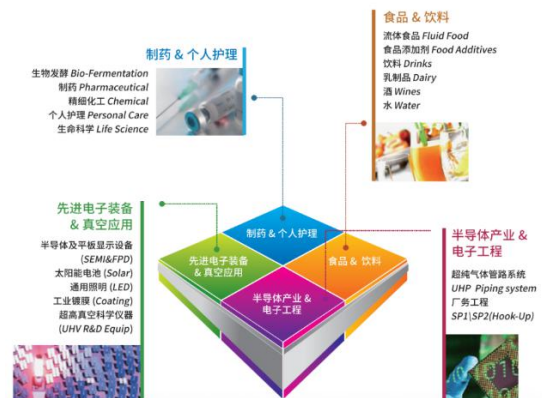 制药 & 个人护理
生物发酵 Bio-Fermentation
制药 Pharmaceutical
精细化工 Chemical
个人护理 Personal Care
生命科学 Life Science
食品 & 饮料
流体食品 Fluid Food
食品添加剂 Food Additives
饮料 Drinks
乳制品 Dairy
酒 Wines
水 Water
先进电子装备
& 真空应用
半导体及平板显示设备
(SEMI&FPD)
太阳能电池 (Solar)
通用照明 (LED)
工业镀膜 (Coating)
超高真空科学仪器
(UHV R&D Equip)
制药 & 个人护理
先进电子装备
& 真空应用
食品 & 饮料
半导体产业 &
电子工程
半导体产业 &
电子工程
超纯气体管路系统
UHP Piping system
厂务工程
SP1\SP2(Hook-Up)